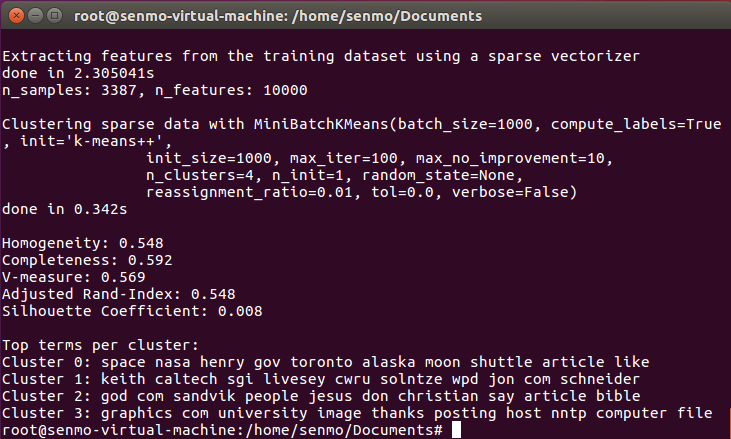 root@senmo-virtual-machine: /home/senmo/Documents
Extracting features from the training dataset using a sparse vectorizer
done in 2.305041s
n_samples: 3387, n_features: 10000
Clustering sparse data with MiniBatchKMeans(batch_size=1000, compute_labels=True
, init='k-means++',
init_size=1000, max_iter=100, max_no_improvement=10,
n_clusters=4, n_init=1, random_state=None,
reassignment_ratio=0.01, tol=0.0, verbose=False)
done in 0.342s
Homogeneity: 0.548
Completeness: 0.592
V-measure: 0.569
Adjusted Rand-Index: 0.548
Silhouette Coefficient: 0.008
Top terms per cluster:
Cluster 0: space nasa henry gov toronto alaska moon shuttle article like
Cluster 1: keith caltech sgi livesey cwru solntze wpd jon com schneider
Cluster 2: god com sandvik people jesus don christian say article bible
Cluster 3: graphics com university image thanks posting host nntp computer file
root@senmo-virtual-machine:/home/senmo/Documents#